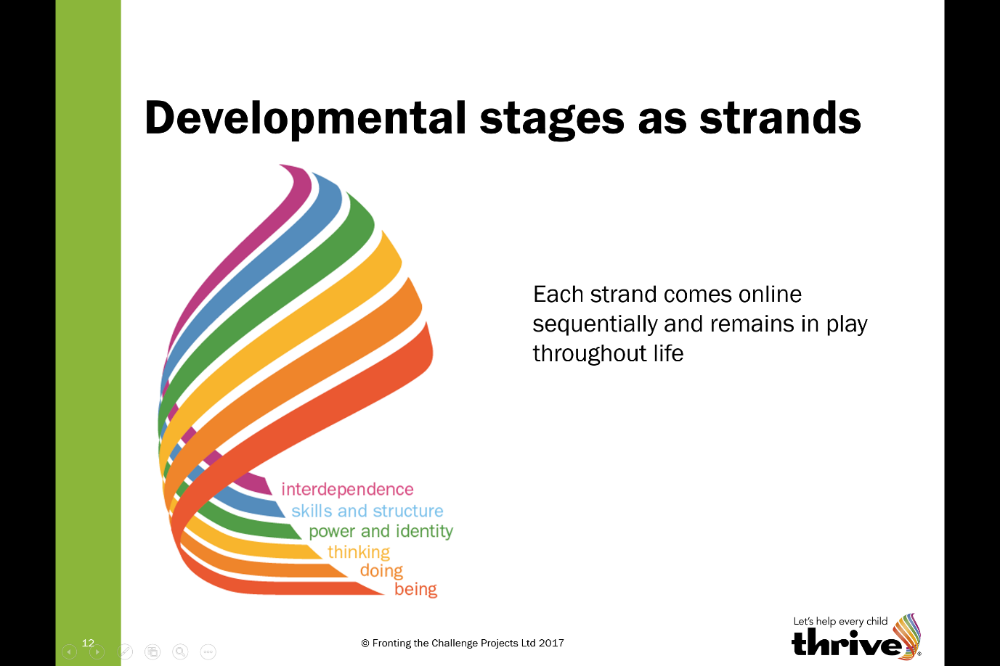 Developmental stages as strands
Each strand comes online
sequentially and remains in play
throughout life
interdependence
skills and structure
power and identity
thinking
doing
being
12
© Fronting the Challenge Projects Ltd 2017
Let's help every child
thrive®